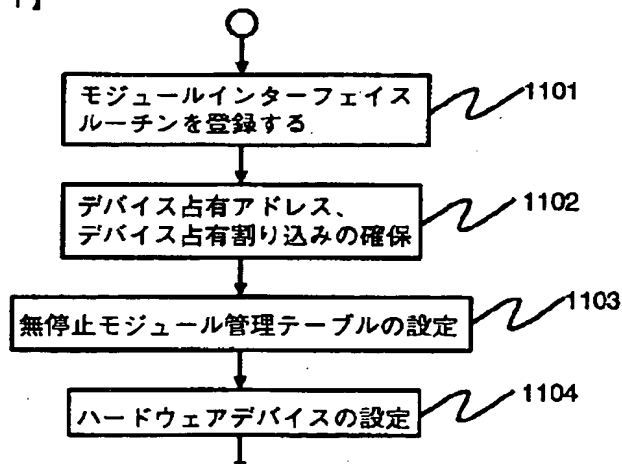 1】
モジュールインターフェイス
ルーチンを登録する
1101
デバイス占有アドレス、
デバイス占有割り込みの確保
1102
無停止モジュール管理テーブルの設定
1103
ハードウェアデバイスの設定
1104